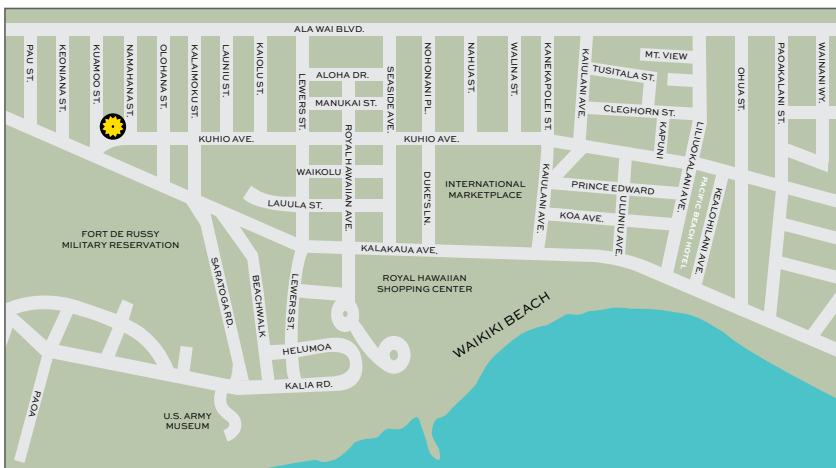 ALA WAI BLVD.
PAU ST.
KEONIANA ST.
KUAMOO ST.
NAMAHANA ST.
OLOHANA ST.
KALAIMOKU ST.
LAUNIU ST.
KAIOLU ST.
LEWERS ST.
ALOHA DR.
MANUKAI ST.
SEASIDE AVE.
NOHONANI PL.
NAHUA ST.
WALINA ST.
KANEKAPOLEI ST.
KAIULANI AVE.
MT. VIEW
TUSITALA ST.
CLEGHORN ST.
KAPUNI
LILIUOKALANI AVE.
OHUA ST.
PAOAKALANI ST.
WAINANI WY.
KUHIO AVE.
KUHIO AVE.
ROYAL HAWAIIAN AVE.
WAIKOLU
LAUULA ST.
DUKE'S LN.
INTERNATIONAL
MARKETPLACE
KAIULANI AVE.
PRINCE EDWARD
KOA AVE.
ULUNIU AVE.
PACIFIC BEACH HOTEL
KEALOHILANI AVE.
FORT DE RUSSY
MILITARY RESERVATION
KALAKAUA AVE.
SARATOGA RD.
BEACHWALK
LEWERS ST.
ROYAL HAWAIIAN
SHOPPING CENTER
WAIKIKI BEACH
HELUMOA
KALIA RD.
PAOA
U.S. ARMY
MUSEUM